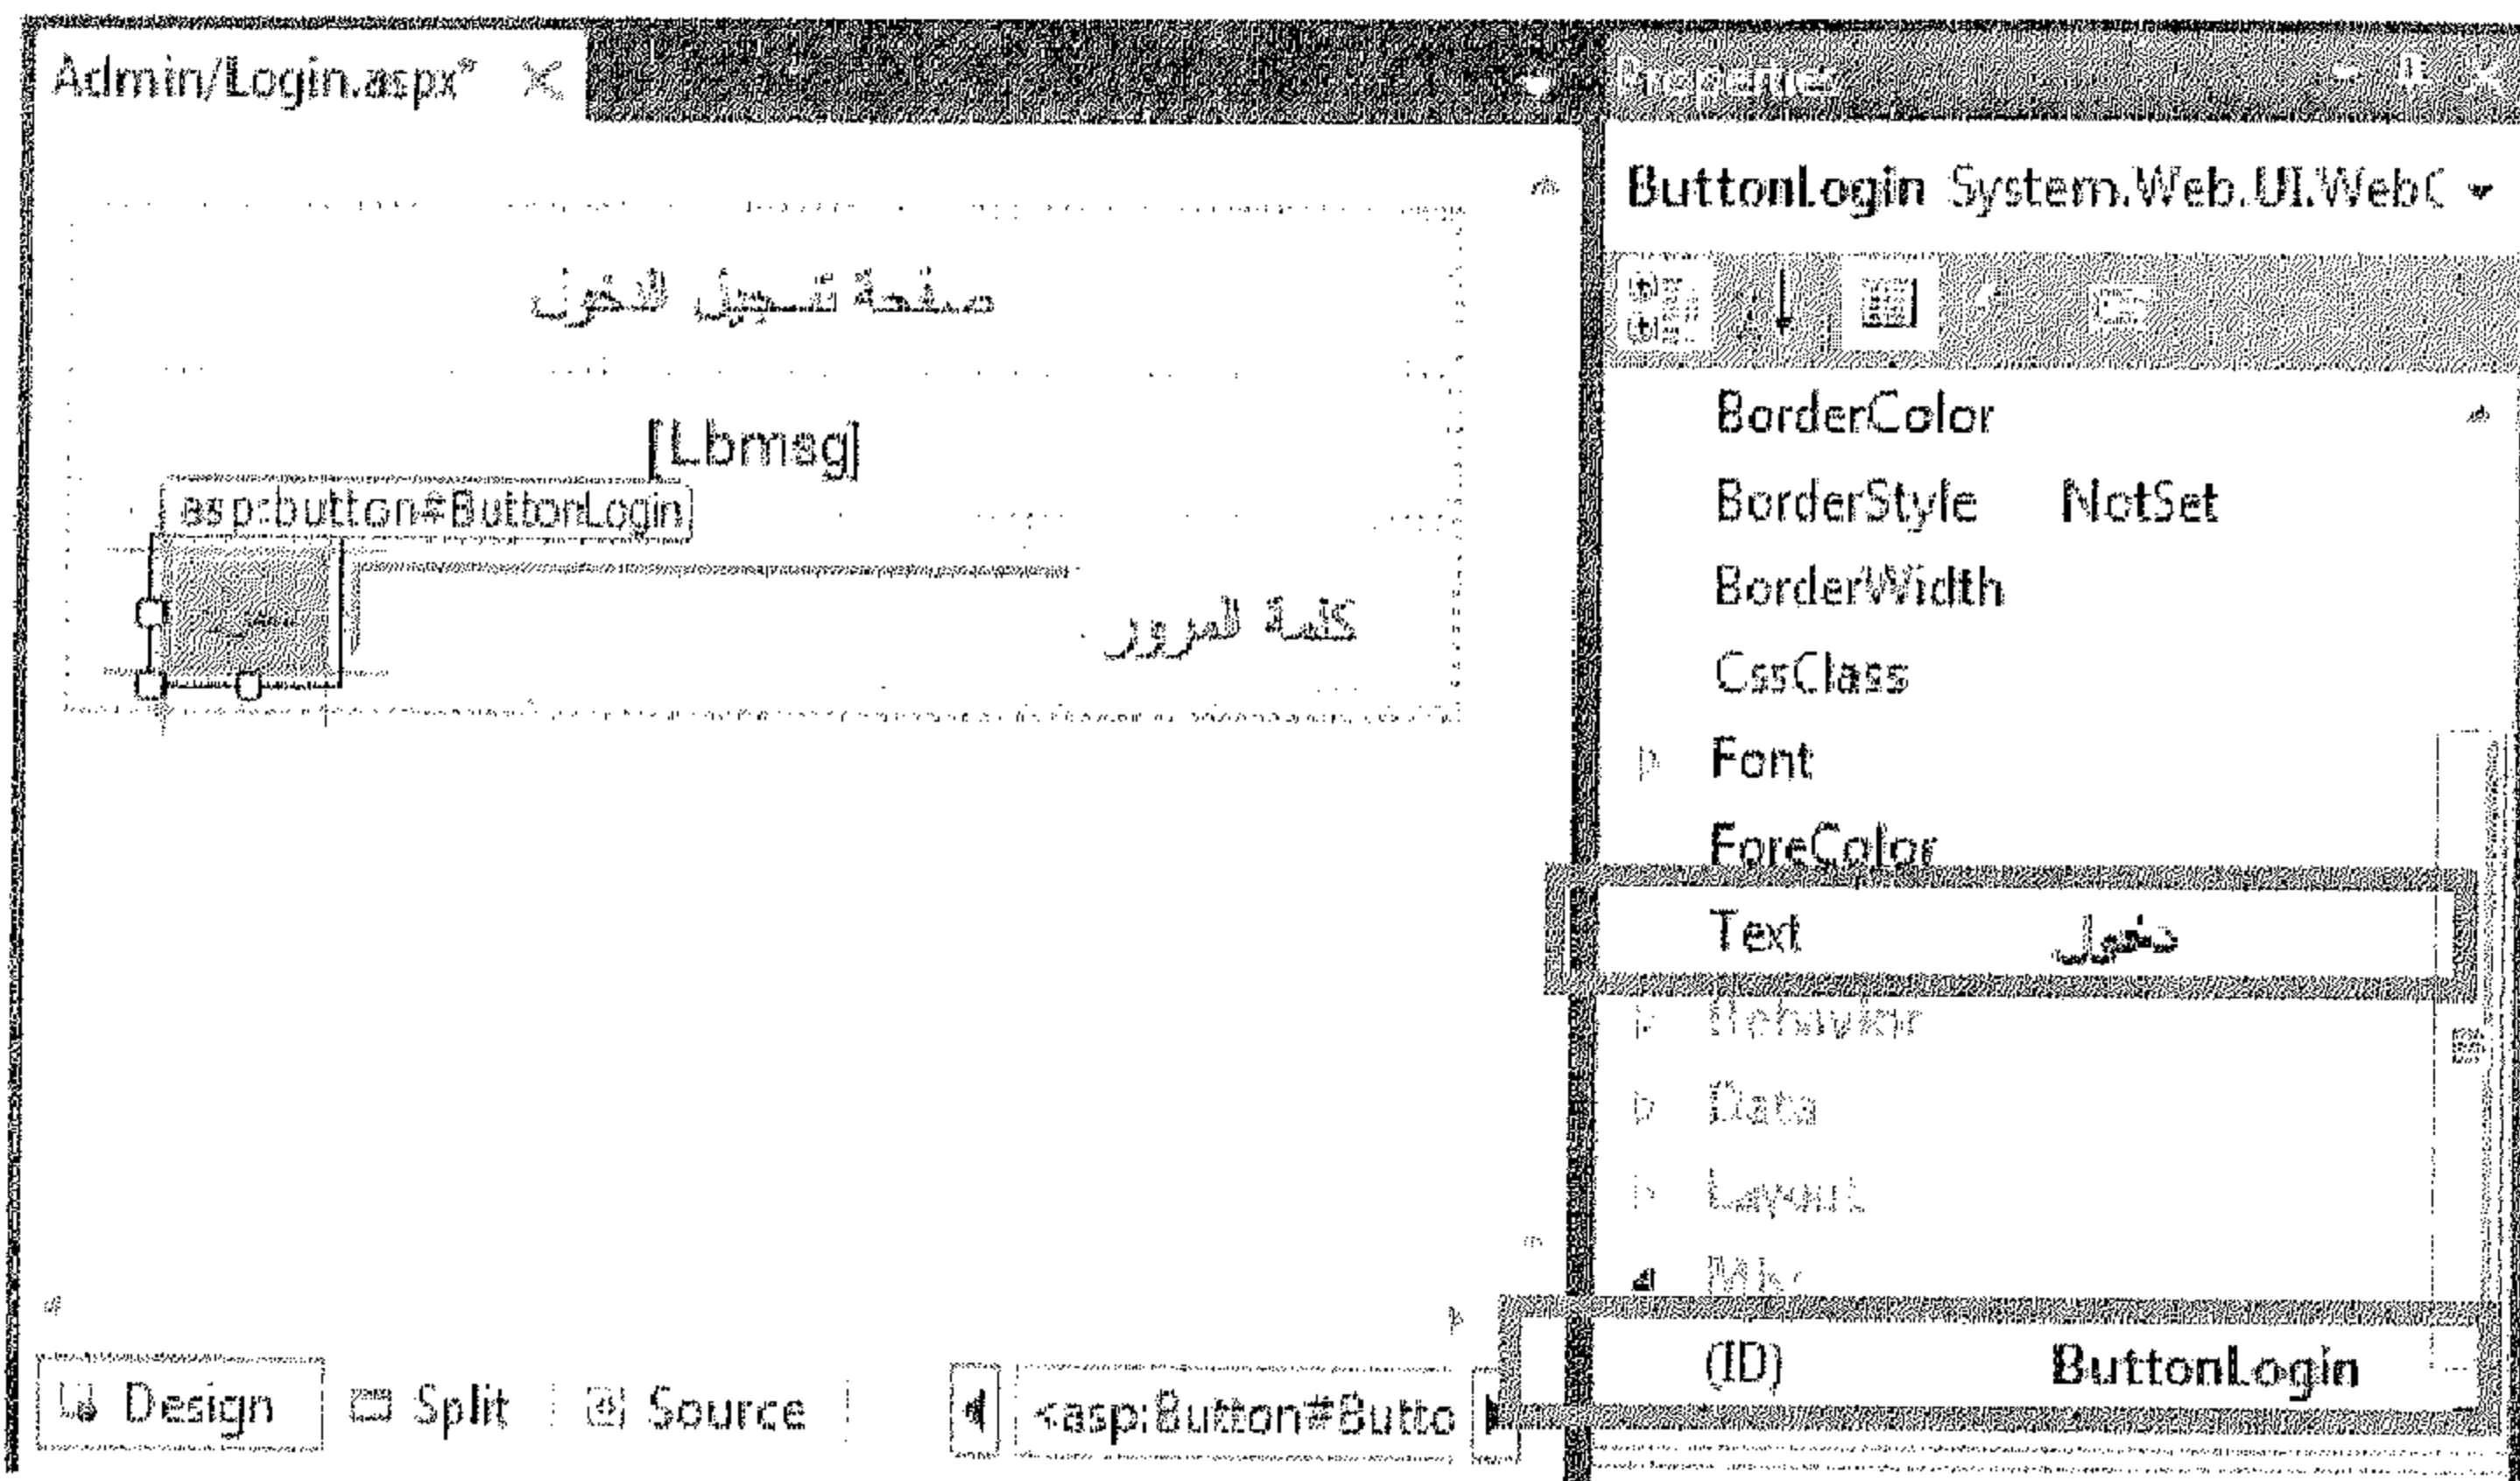 Admin/Login.aspx*
صفحة تسجيل الدخول
[Lbmsg]
asp:button#ButtonLogin
كلمة المرور
Design
Split
Source
<asp:Button#Butto
Properties
ButtonLogin System.Web.UI.WebC
BorderColor
BorderStyle NotSet
BorderWidth
CssClass
Font
ForeColor
Text دخول
Behavior
Data
Layout
Misc
(ID) ButtonLogin